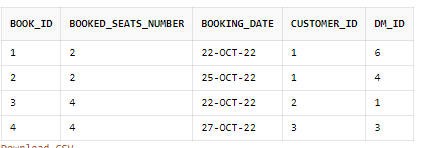 BOOK_ID BOOKED_SEATS_NUMBER BOOKING_DATE CUSTOMER_ID DM_ID
1 2 22-OCT-22 1 6
2 2 25-OCT-22 1 4
3 4 22-OCT-22 2 1
4 4 27-OCT-22 3 3
Download CSV